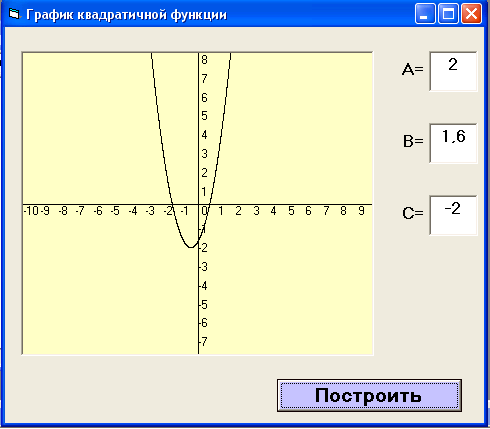 График квадратичной функции
8
7
6
5
4
3
2
1
-10 -9 -8 -7 -6 -5 -4 -3 -2 -1 0 1 2 3 4 5 6 7 8 9
-1
-2
-3
-4
-5
-6
-7
A= 2
B= 1,6
C= -2
Построить